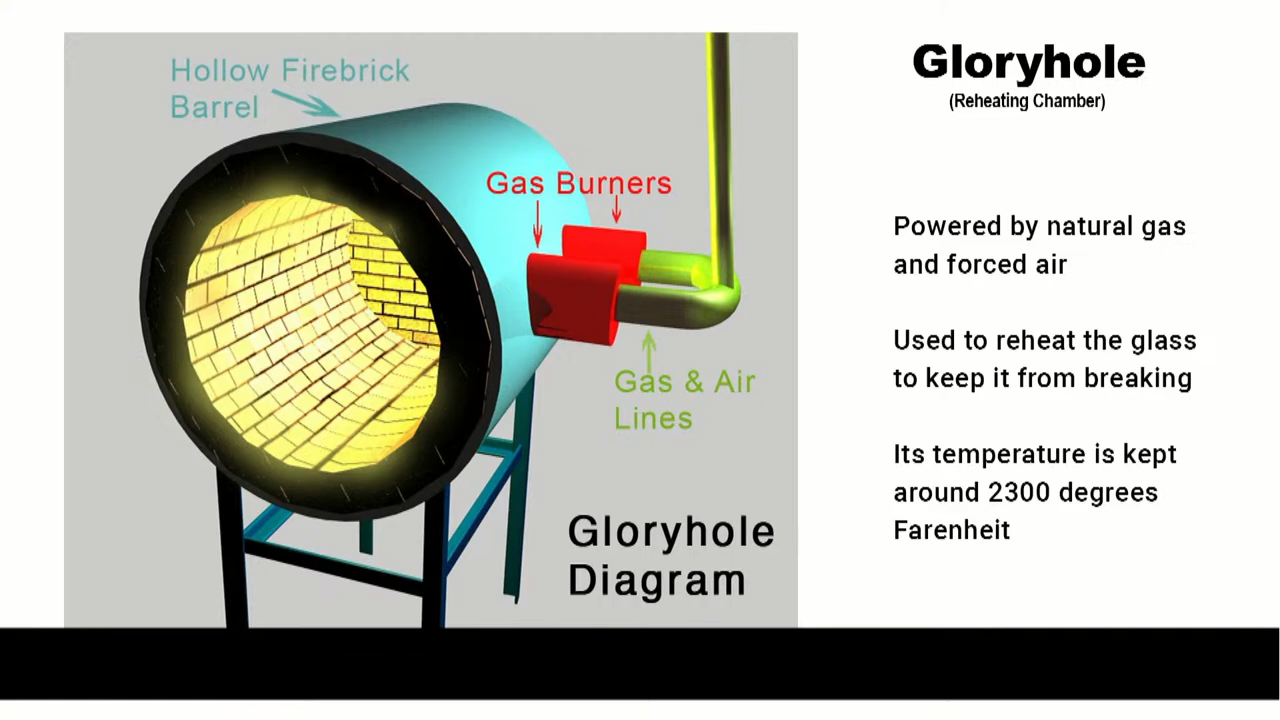 Hollow Firebrick
Barrel
Gas Burners
Gas & Air
Lines
Gloryhole
Diagram
Gloryhole
(Reheating Chamber)
Powered by natural gas
and forced air
Used to reheat the glass
to keep it from breaking
Its temperature is kept
around 2300 degrees
Farenheit